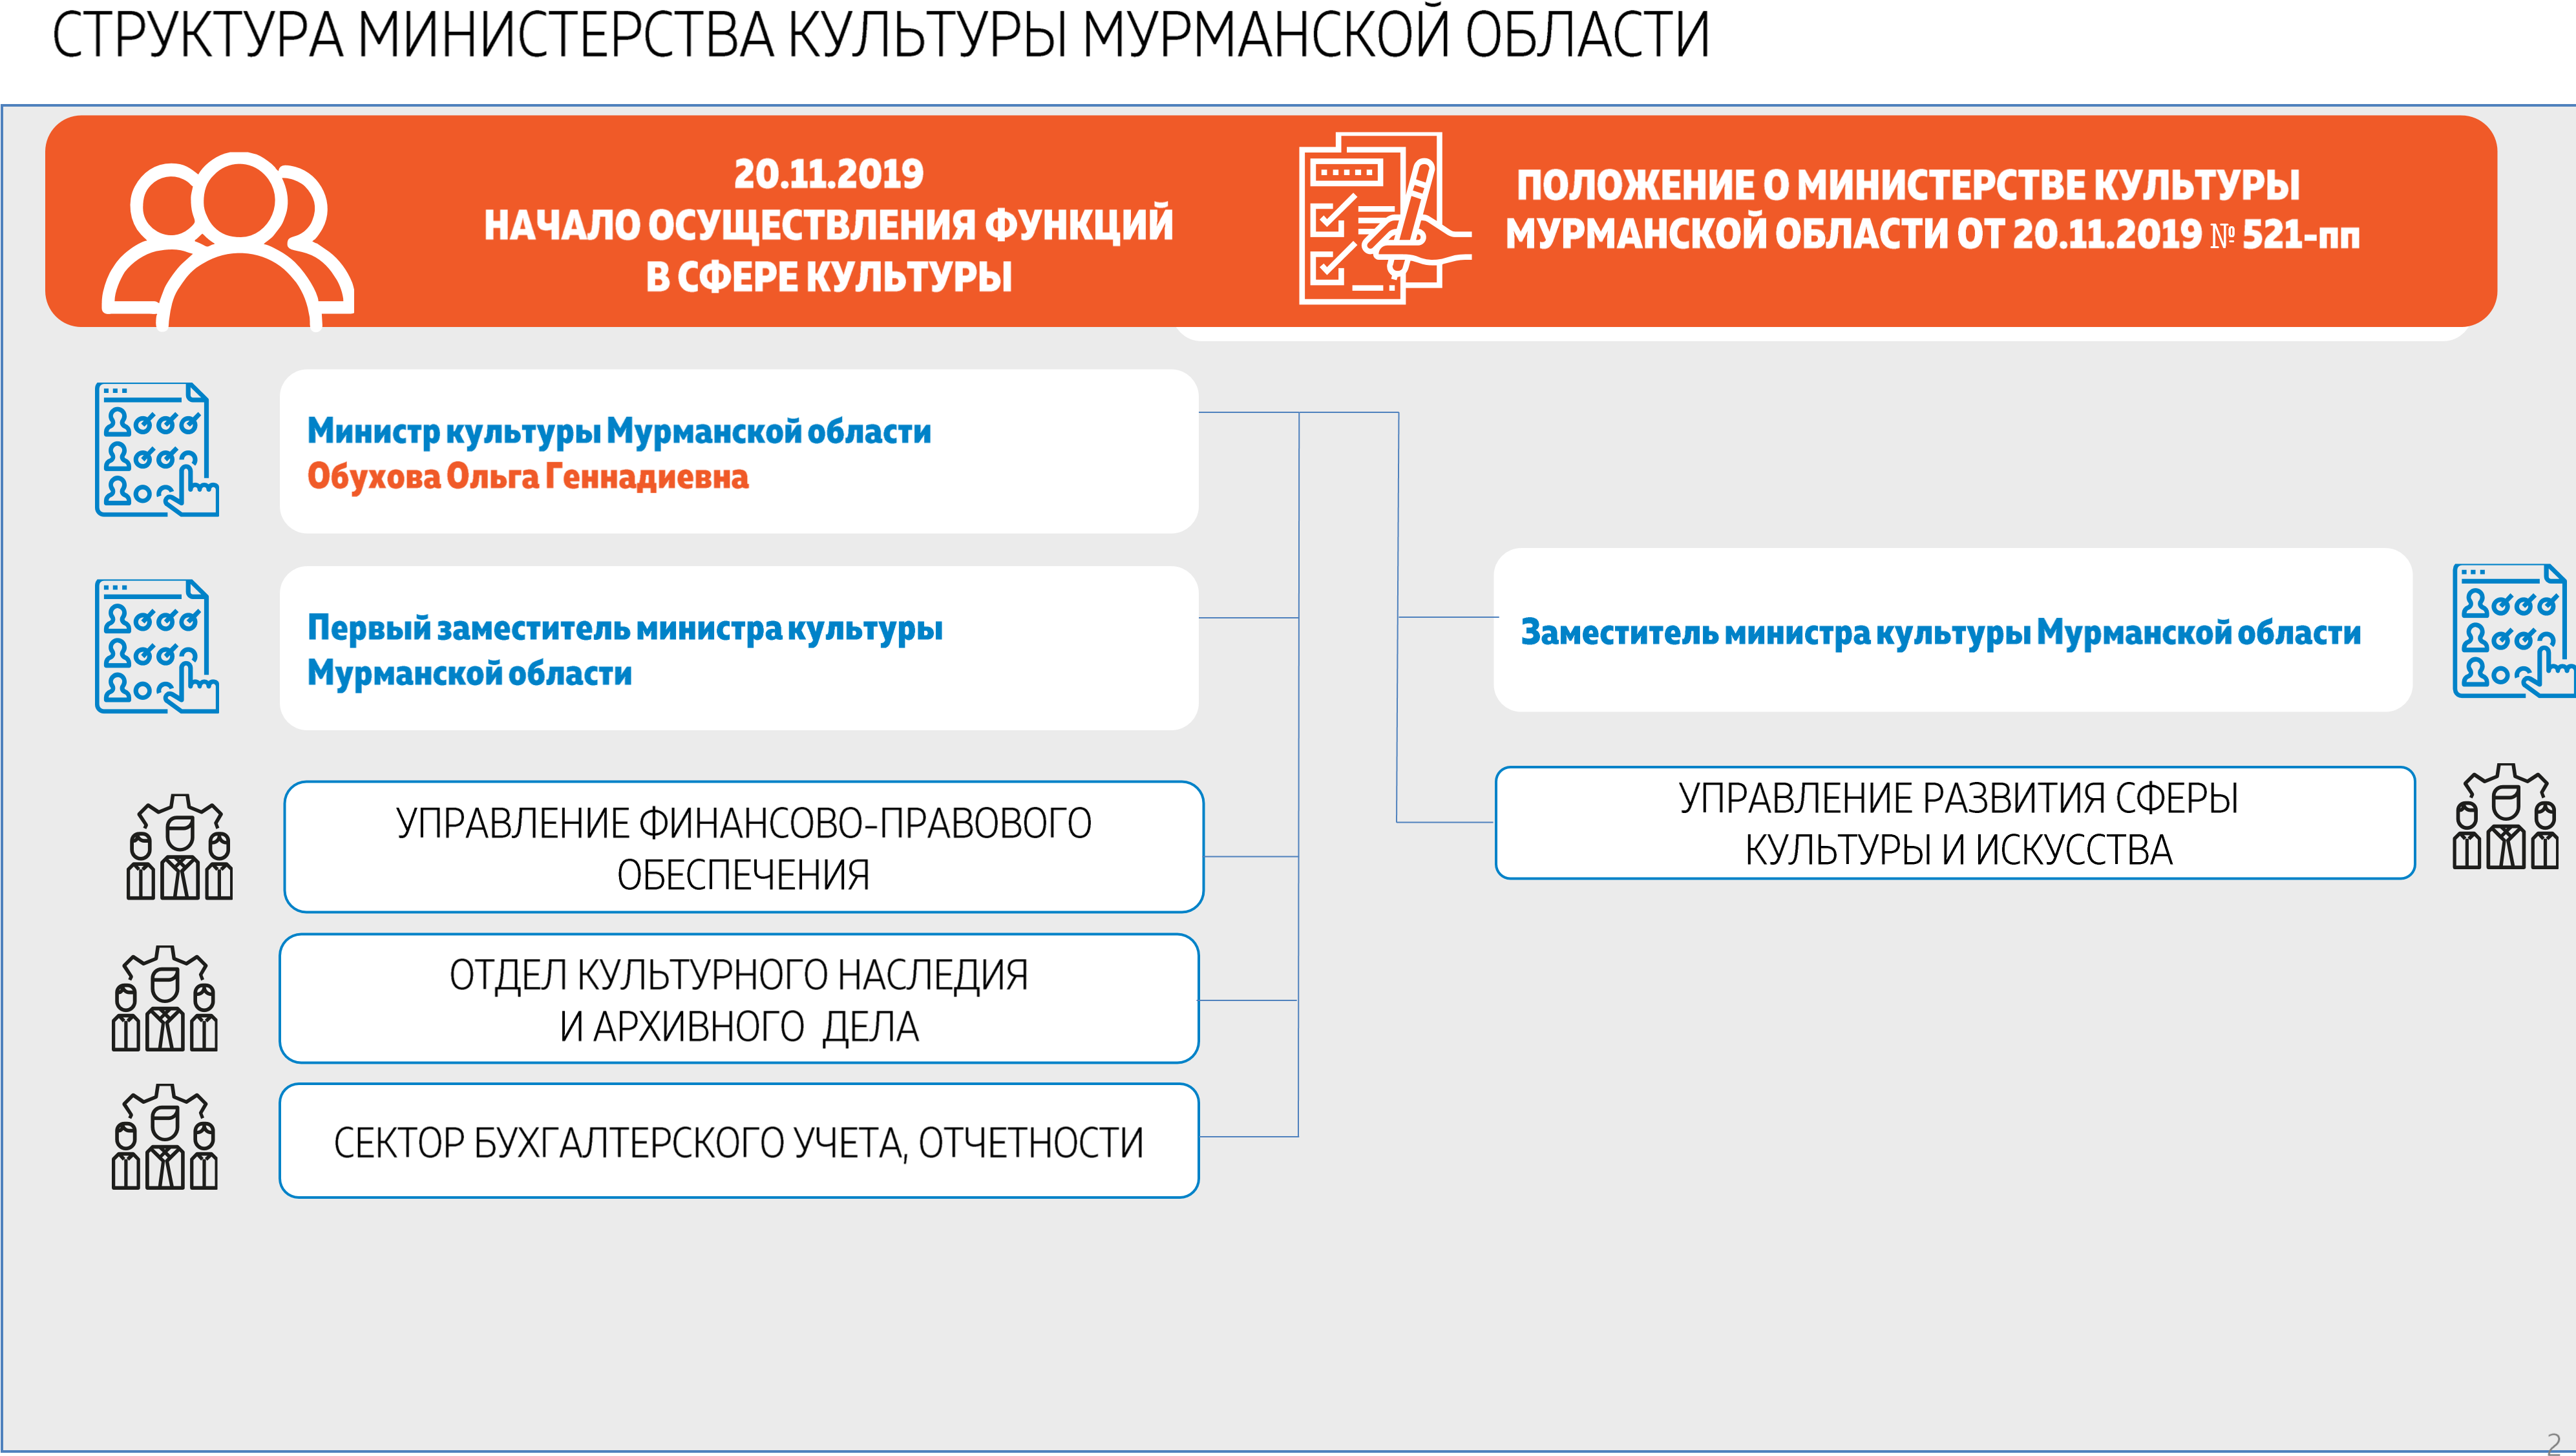 СТРУКТУРА МИНИСТЕРСТВА КУЛЬТУРЫ МУРМАНСКОЙ ОБЛАСТИ
20.11.2019
НАЧАЛО ОСУЩЕСТВЛЕНИЯ ФУНКЦИЙ
В СФЕРЕ КУЛЬТУРЫ
ПОЛОЖЕНИЕ О МИНИСТЕРСТВЕ КУЛЬТУРЫ
МУРМАНСКОЙ ОБЛАСТИ ОТ 20.11.2019 № 521-пп
Министр культуры Мурманской области
Обухова Ольга Геннадиевна
Первый заместитель министра культуры
Мурманской области
Заместитель министра культуры Мурманской области
УПРАВЛЕНИЕ ФИНАНСОВО-ПРАВОВОГО
ОБЕСПЕЧЕНИЯ
УПРАВЛЕНИЕ РАЗВИТИЯ СФЕРЫ
КУЛЬТУРЫ И ИСКУССТВА
ОТДЕЛ КУЛЬТУРНОГО НАСЛЕДИЯ
И АРХИВНОГО ДЕЛА
СЕКТОР БУХГАЛТЕРСКОГО УЧЕТА, ОТЧЕТНОСТИ
2